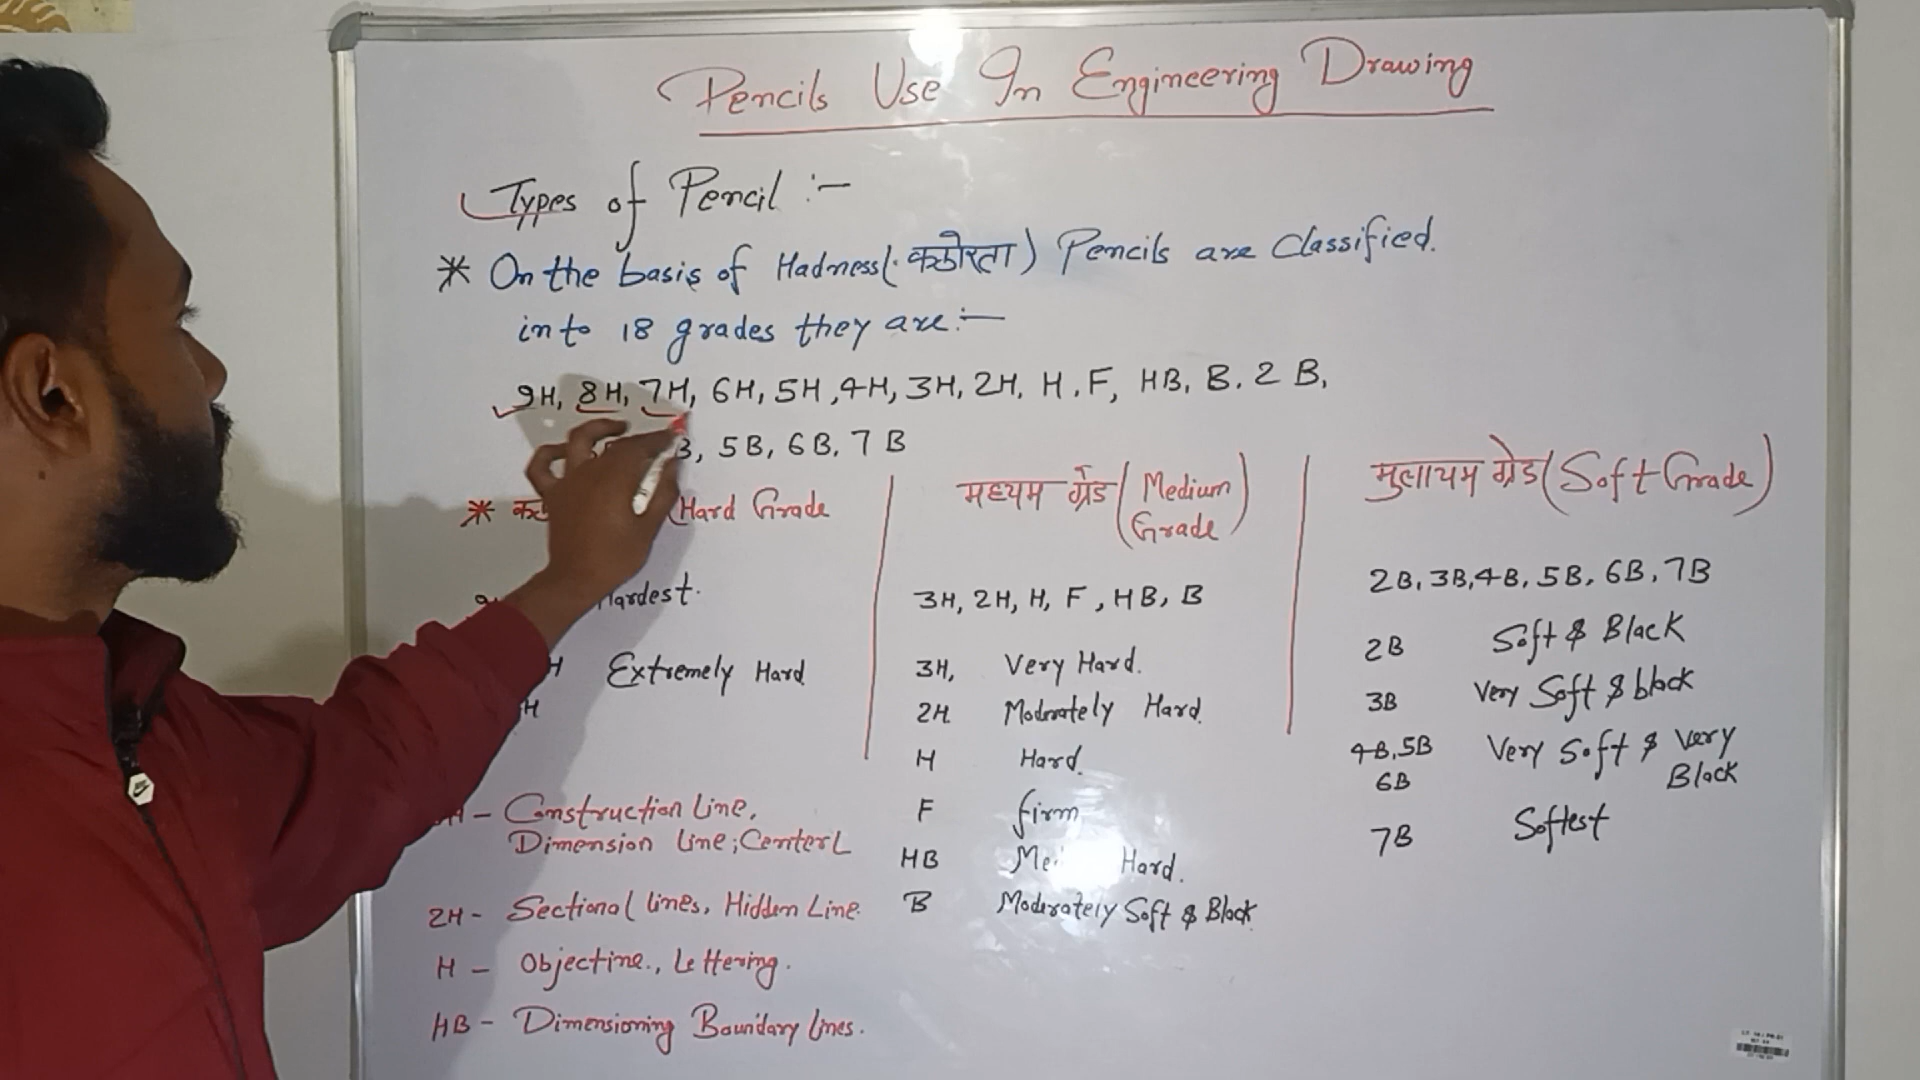 Pencils Use In Engineering Drawing
Types of Pencil :-
* On the basis of Hadness (कठोरता) Pencils are Classified.
in to 18 grades they are :-
9H, 8H, 7H, 6H, 5H, 4H, 3H, 2H. H. F, HB, B. 2 B,
B, 5B, 6B, 7B
* (Hard Grade
Hardest.
H Extremely Hard
H
मध्यम ग्रेड (Medium Grade)
3H, 2H, H, F, HB, B
3H, Very Hard.
2H Moderately Hard.
H Hard.
F firm
HB Hard.
B Moderately Soft & Black.
मुलायम ग्रेड (Soft Grade)
2B, 3B, 4B, 5B, 6B, 7B
2B Soft & Black
3B Very Soft & black
4B, 5B Very Soft & Very
6B Black
7B Softest
H - Construction Line,
Dimension Line; Center L
2H - Sectional lines, Hidden Line.
H - Objectine., Lettering.
HB - Dimensioning Boundary lines.